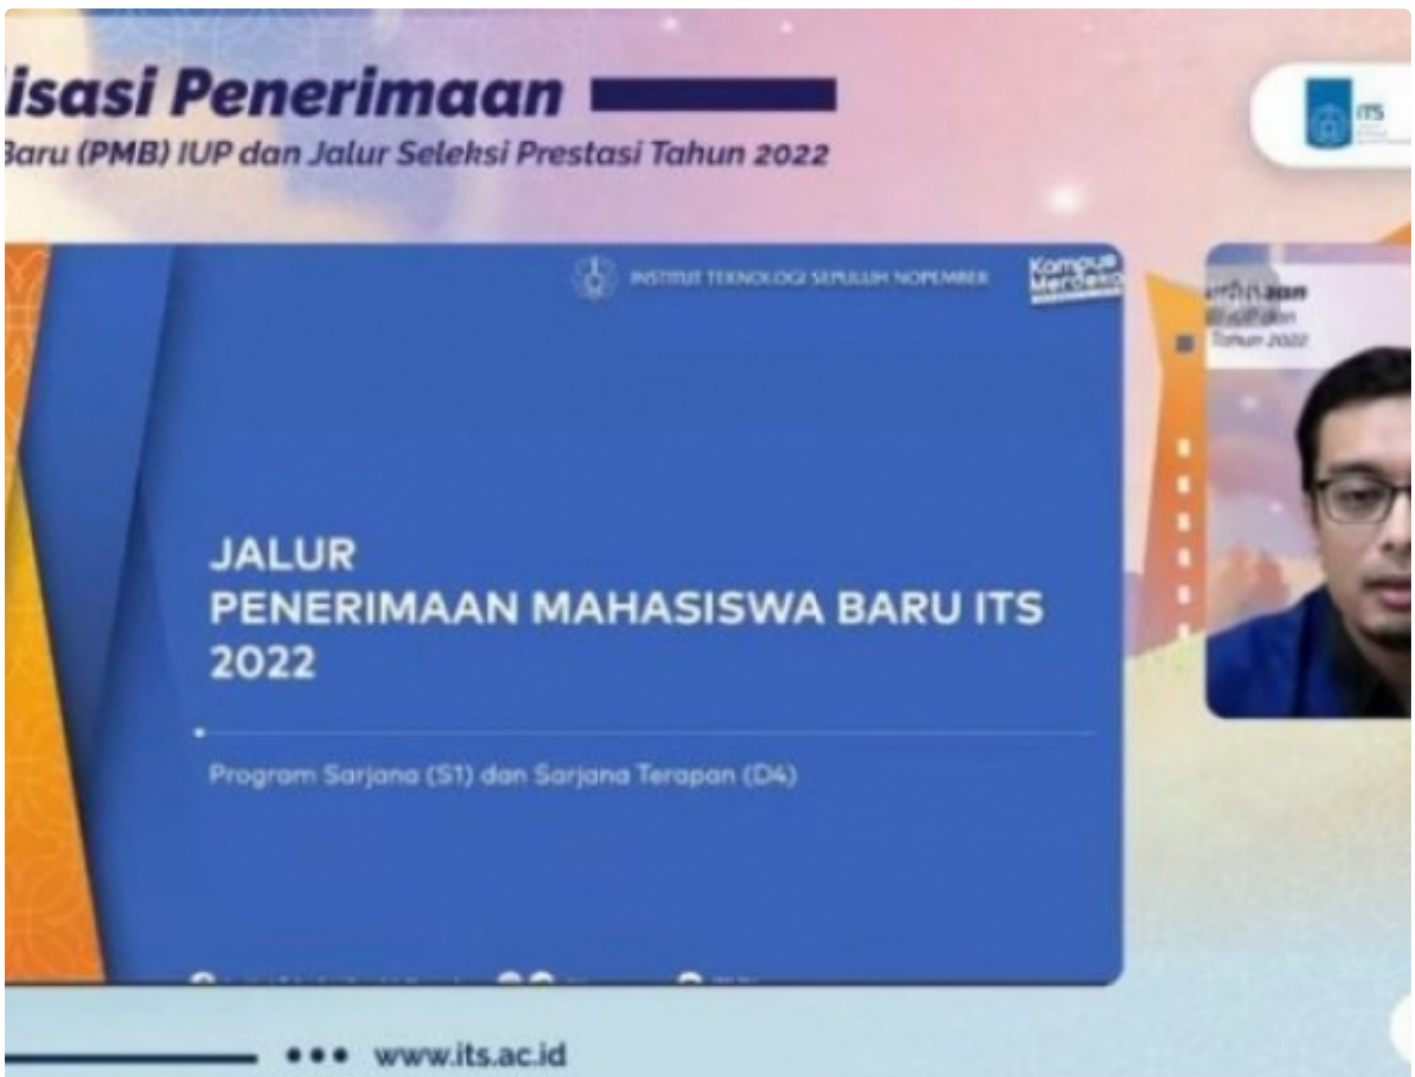 isasi Penerimaan
Baru (PMB) IUP dan Jalur Seleksi Prestasi Tahun 2022
ITS
INSTITUT TEKNOLOGI SEPULUH NOPEMBER
Kampus
Merdeka
Tahun 2022
JALUR
PENERIMAAN MAHASISWA BARU ITS
2022
Program Sarjana (S1) dan Sarjana Terapan (D4)
www.its.ac.id